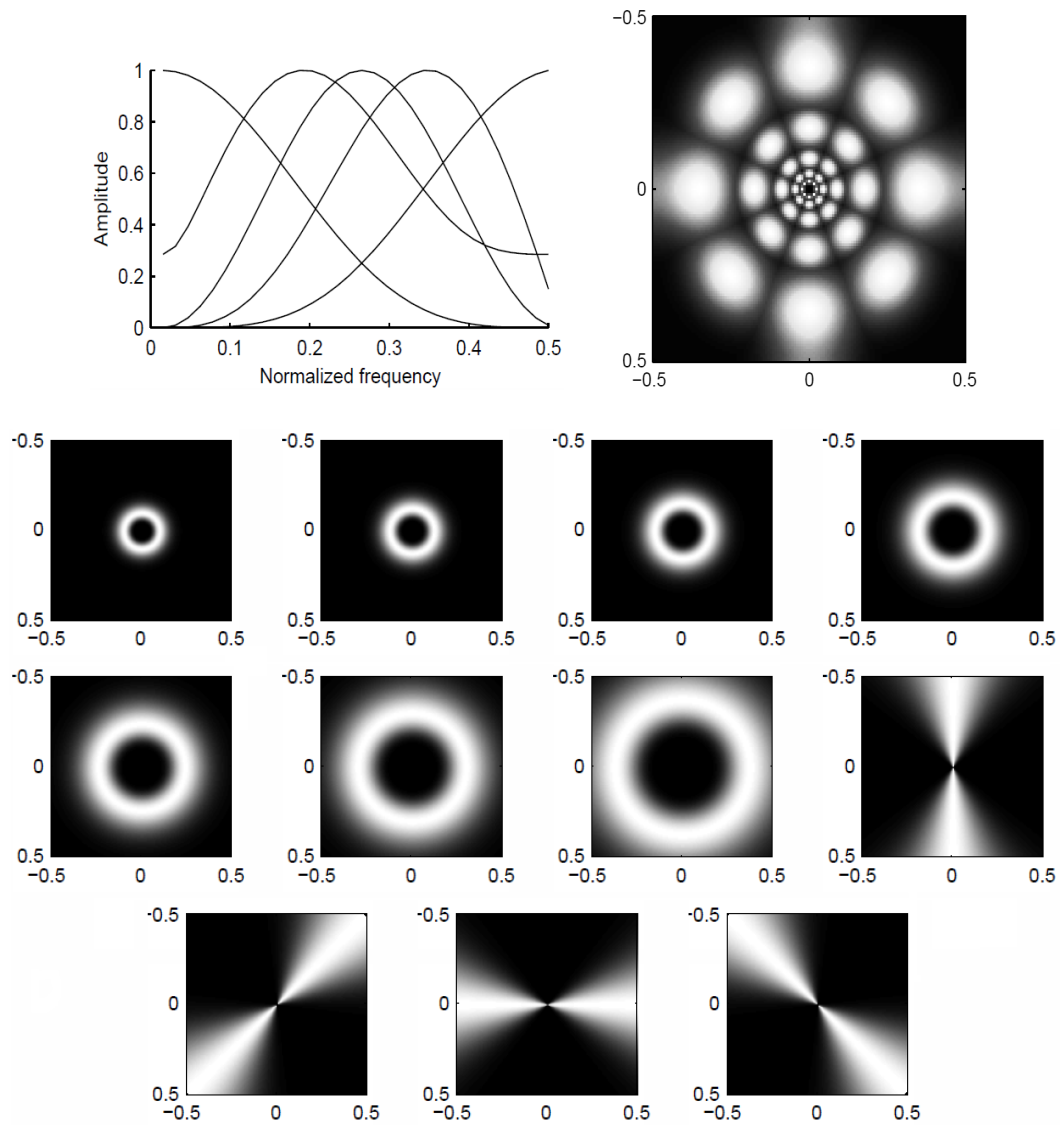 1
0.8
0.6
0.4
0.2
0
Amplitude
0 0.1 0.2 0.3 0.4 0.5
Normalized frequency
−0.5
0
0.5
−0.5 0 0.5
-0.5 -0.5 -0.5 -0.5
0 0 0 0
0.5 0.5 0.5 0.5
−0.5 0 0.5 −0.5 0 0.5 −0.5 0 0.5 −0.5 0 0.5
-0.5 -0.5 -0.5 -0.5
0 0 0 0
0.5 0.5 0.5 0.5
−0.5 0 0.5 −0.5 0 0.5 −0.5 0 0.5 −0.5 0 0.5
-0.5 -0.5 -0.5
0 0 0
0.5 0.5 0.5
−0.5 0 0.5 −0.5 0 0.5 −0.5 0 0.5